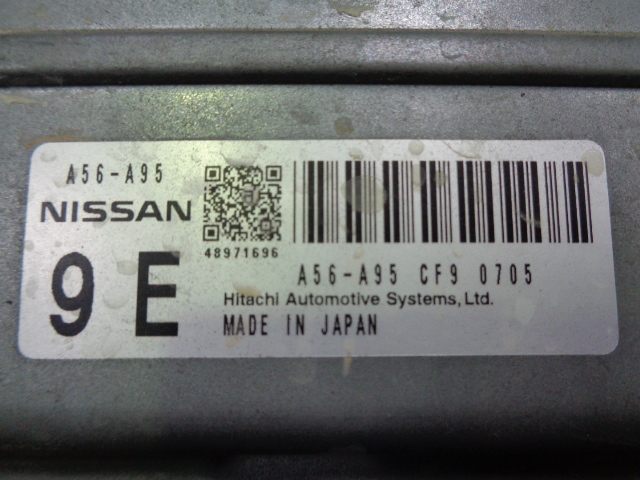 A56-A95
NISSAN
9 E
48971696
A56-A95 CF9 0705
Hitachi Automotive Systems, Ltd.
MADE IN JAPAN